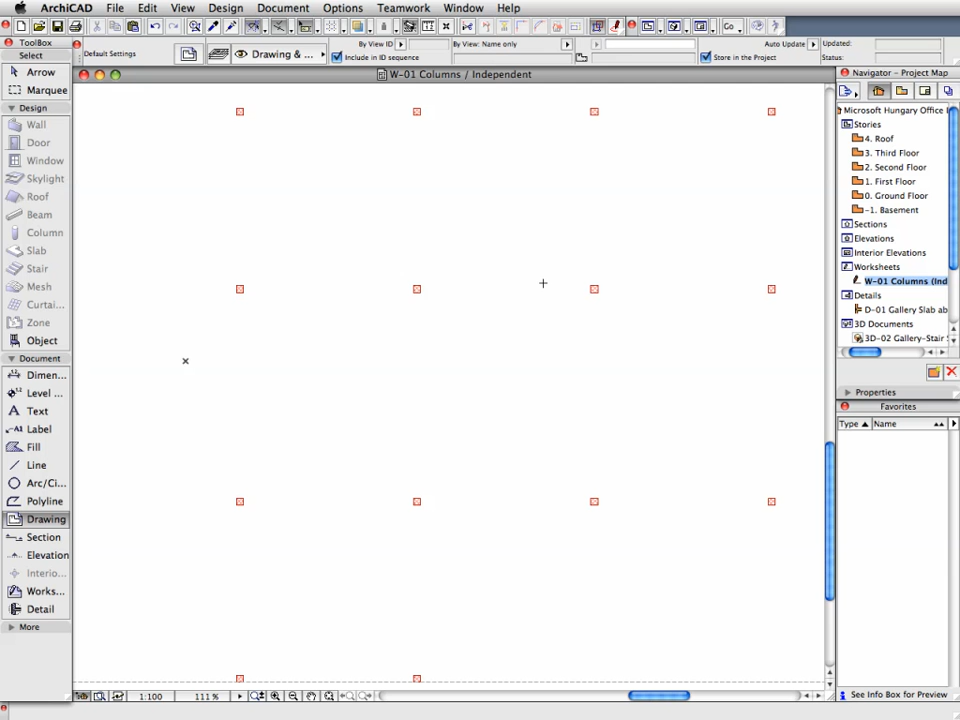 ArchiCAD File Edit View Design Document Options Teamwork Window Help
Go...
ToolBox
Select
Default Settings
Drawing & ...
By View ID
Include in ID sequence
By View: Name only
Auto Update
Store in the Project
Updated:
Status:
W-01 Columns / Independent
Arrow
Marquee
Design
Wall
Door
Window
Skylight
Roof
Beam
Column
Slab
Stair
Mesh
Curtai...
Zone
Object
Document
Dimen...
Level ...
Text
Label
Fill
Line
Arc/Ci...
Polyline
Drawing
Section
Elevation
Interio...
Works...
Detail
More
1:100
111 %
Navigator - Project Map
Microsoft Hungary Office
Stories
4. Roof
3. Third Floor
2. Second Floor
1. First Floor
0. Ground Floor
-1. Basement
Sections
Elevations
Interior Elevations
Worksheets
W-01 Columns (Ind
Details
D-01 Gallery Slab ab
3D Documents
3D-02 Gallery-Stair
Properties
Favorites
Type
Name
See Info Box for Preview